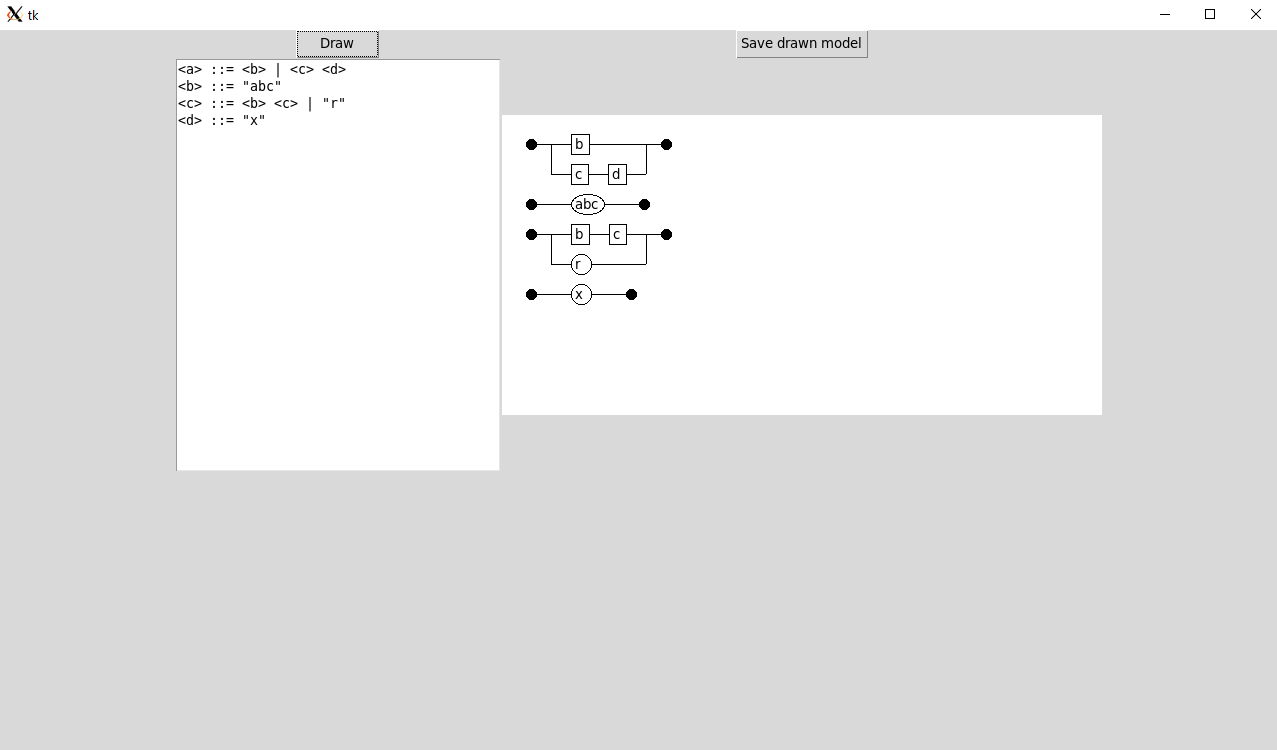 tk
Draw
Save drawn model
<a> ::= <b> | <c> <d>
<b> ::= "abc"
<c> ::= <b> <c> | "r"
<d> ::= "x"
b
c d
abc
b c
r
x